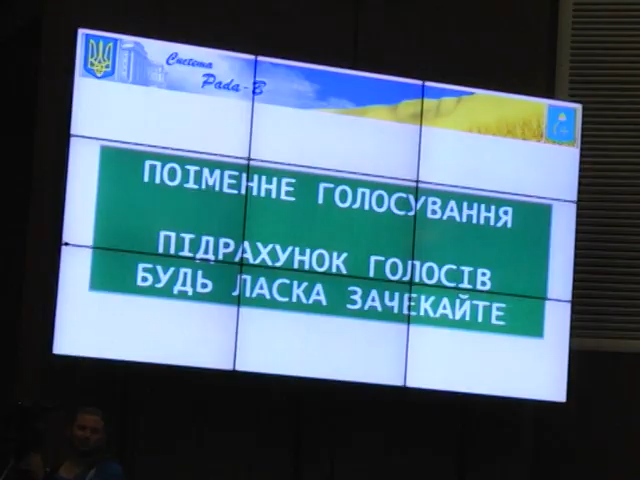 Система
Рада-В
ПОІМЕННЕ ГОЛОСУВАННЯ
ПІДРАХУНОК ГОЛОСІВ
БУДЬ ЛАСКА ЗАЧЕКАЙТЕ